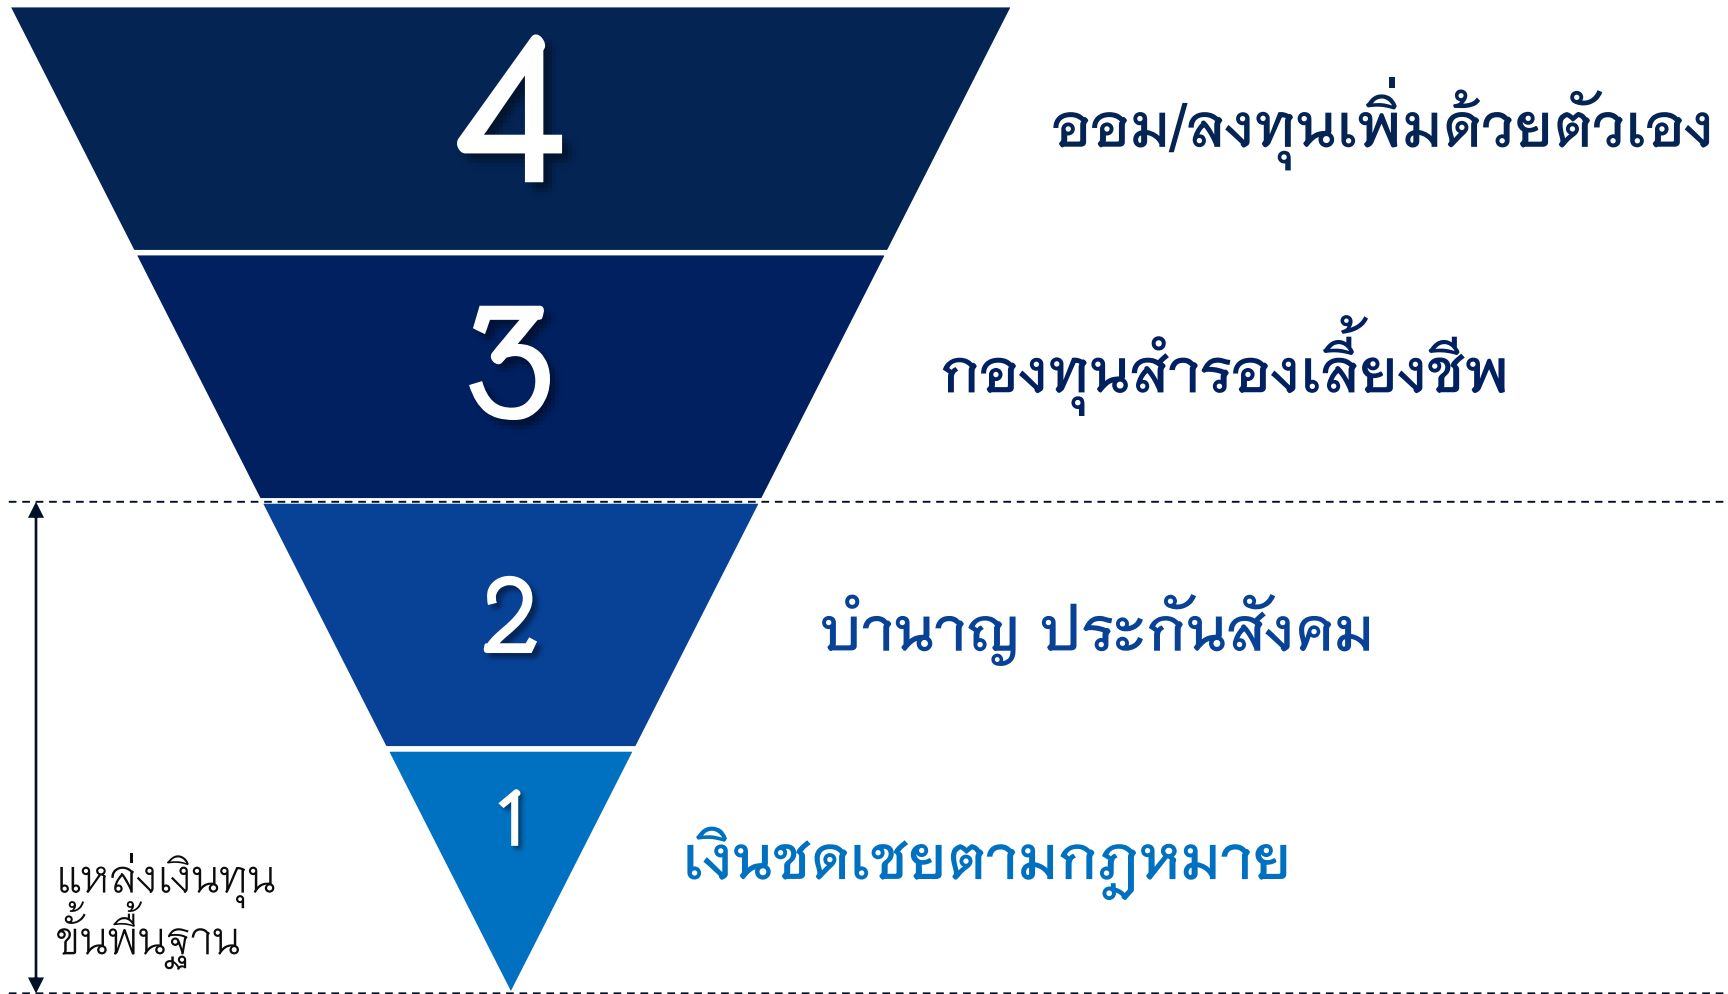 4
ออม/ลงทุนเพิ่มด้วยตัวเอง
3
กองทุนสำรองเลี้ยงชีพ
2
บำนาญ ประกันสังคม
1
เงินชดเชยตามกฎหมาย
แหล่งเงินทุน
ขั้นพื้นฐาน